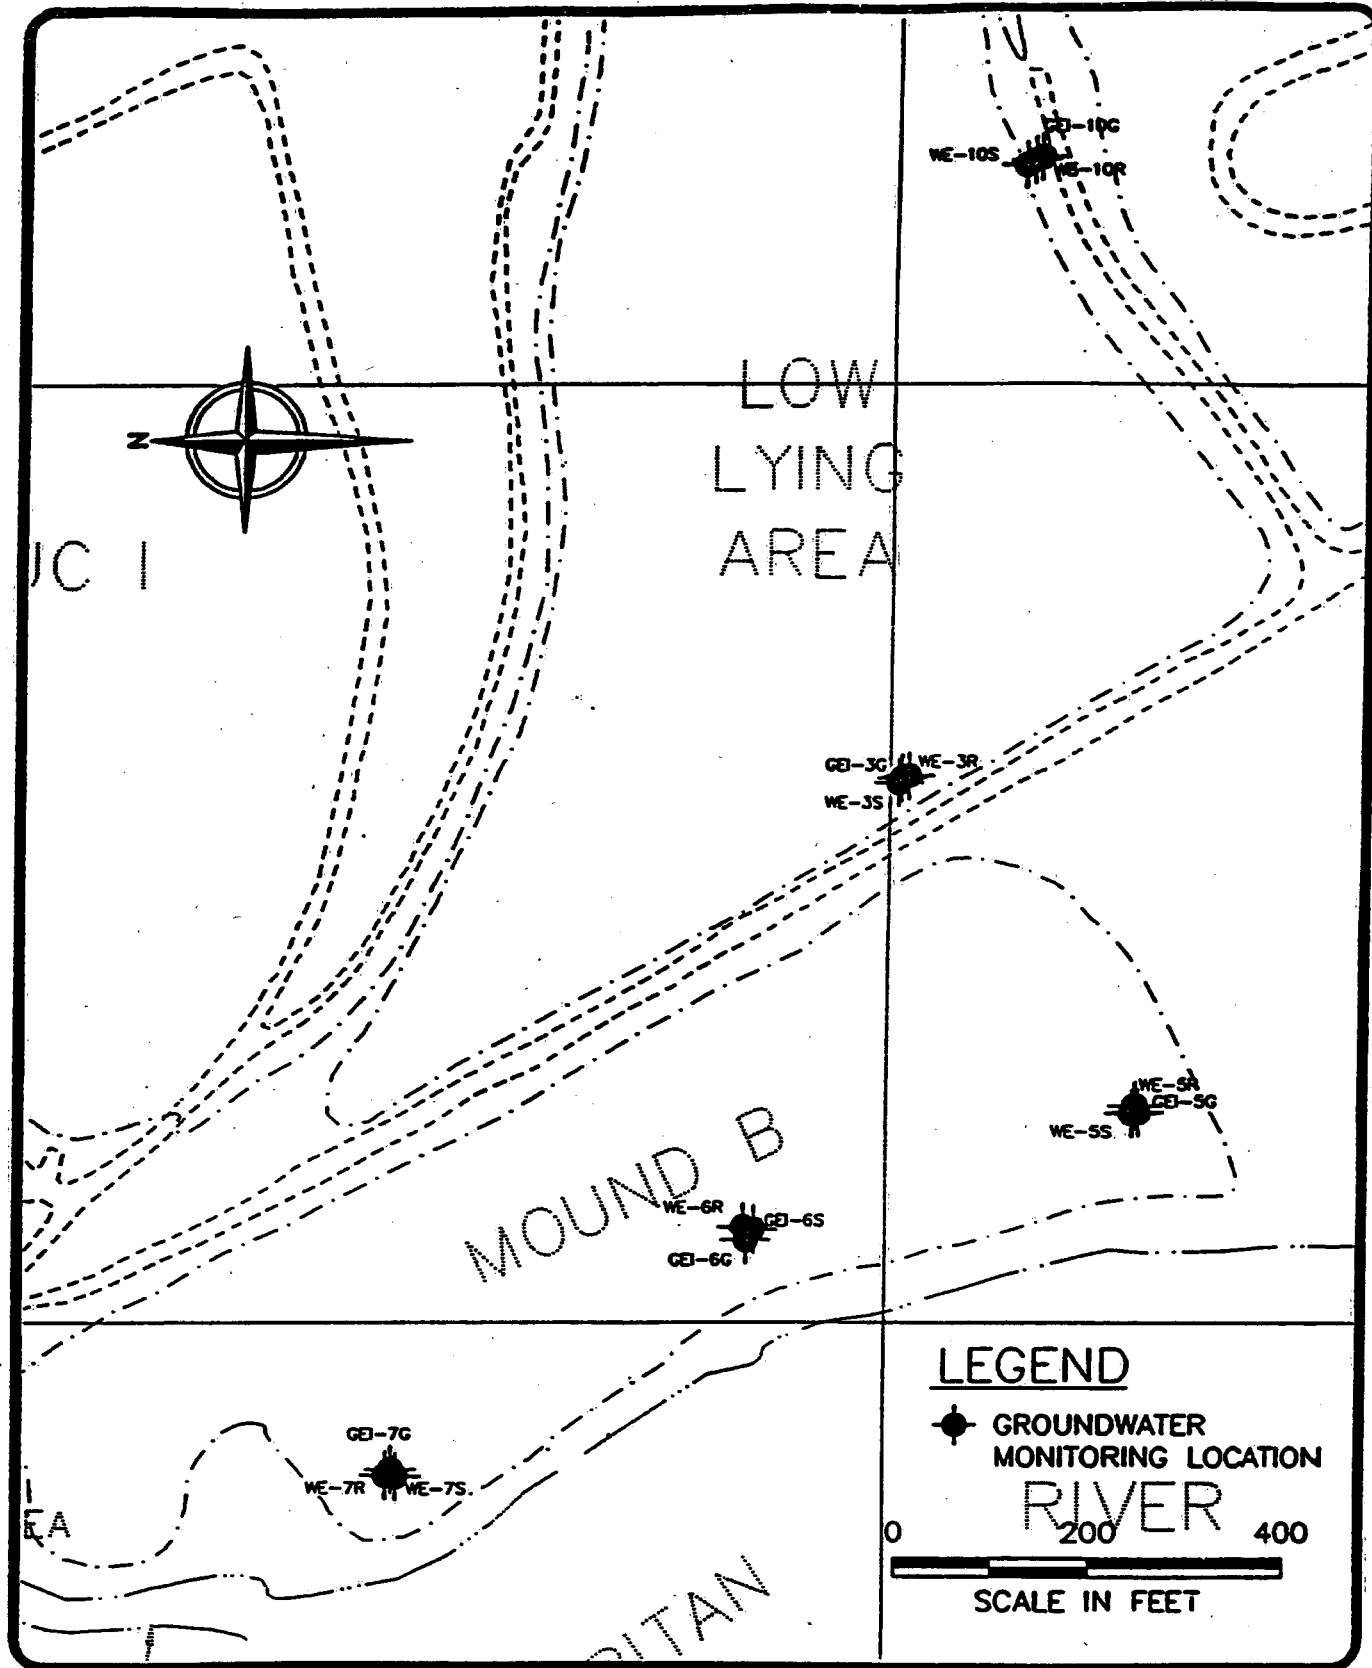 GEI-10G
WE-10S
WE-10R
LOW
LYING
AREA
N
I
GEI-3G
WE-3R
WE-3S
WE-5R
GEI-5G
WE-5S
MOUND B
WE-6R
GEI-6S
GEI-6G
LEGEND
GROUNDWATER
MONITORING LOCATION
GEI-7G
WE-7R
WE-7S
RIVER
EA
0 200 400
SCALE IN FEET
ITAN